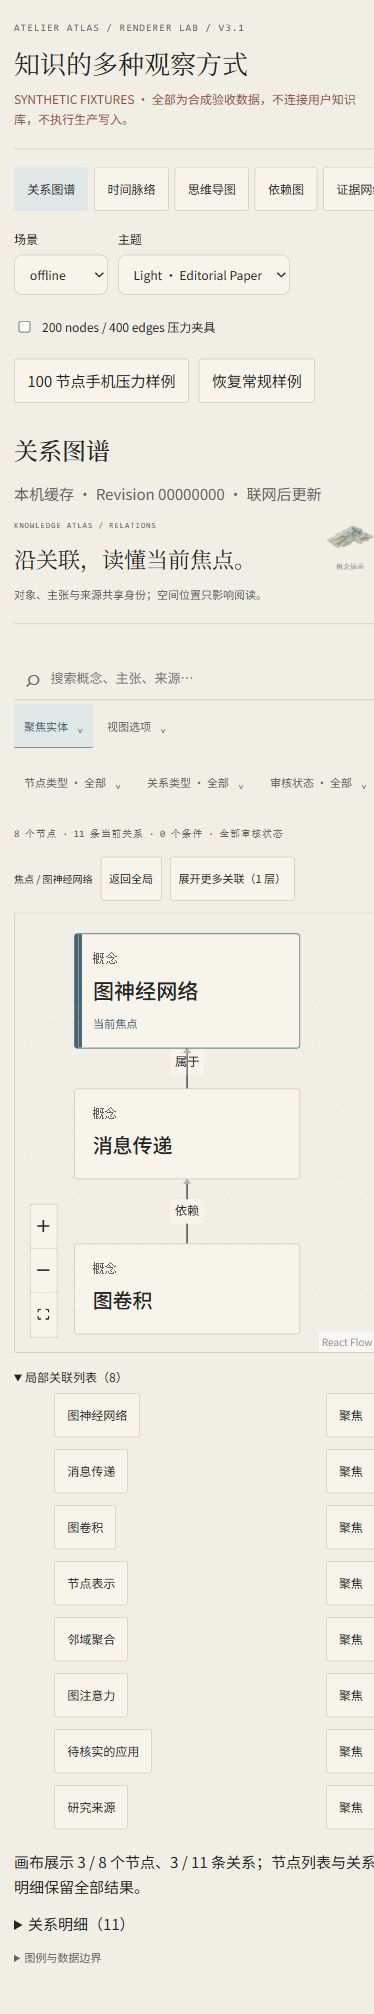 ATELIER ATLAS / RENDERER LAB / V3.1
知识的多种观察方式
SYNTHETIC FIXTURES · 全部为合成验收数据，不连接用户知识
库，不执行生产写入。
关系图谱 时间脉络 思维导图 依赖图 证据网
场景 主题
offline Light · Editorial Paper
200 nodes / 400 edges 压力夹具
100 节点手机压力样例 恢复常规样例
关系图谱
本机缓存 · Revision 00000000 · 联网后更新
KNOWLEDGE ATLAS / RELATIONS
沿关联，读懂当前焦点。
概念插画
对象、主张与来源共享身份；空间位置只影响阅读。
搜索概念、主张、来源…
聚焦实体 视图选项
节点类型 · 全部 关系类型 · 全部 审核状态 · 全部
8 个节点 · 11 条当前关系 · 0 个条件 · 全部审核状态
焦点 / 图神经网络 返回全局 展开更多关联（1 层）
概念
图神经网络
当前焦点
属于
概念
消息传递
依赖
概念
图卷积
React Flow
▼ 局部关联列表（8）
图神经网络 聚焦
消息传递 聚焦
图卷积 聚焦
节点表示 聚焦
邻域聚合 聚焦
图注意力 聚焦
待核实的应用 聚焦
研究来源 聚焦
画布展示 3 / 8 个节点、3 / 11 条关系；节点列表与关系
明细保留全部结果。
▶ 关系明细（11）
▶ 图例与数据边界